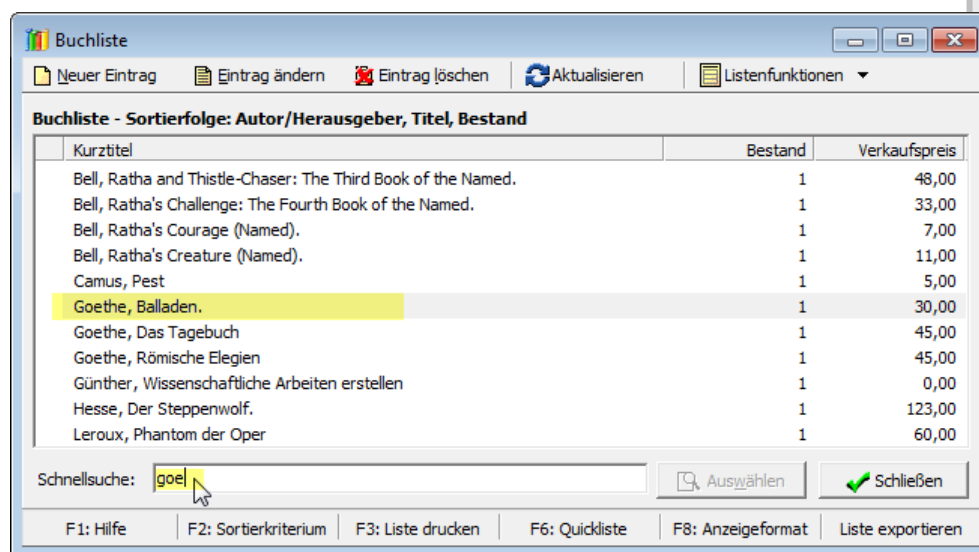 Buchliste
Neuer Eintrag Eintrag ändern Eintrag löschen Aktualisieren Listenfunktionen
Buchliste - Sortierfolge: Autor/Herausgeber, Titel, Bestand
Kurztitel Bestand Verkaufspreis
Bell, Ratha and Thistle-Chaser: The Third Book of the Named. 1 48,00
Bell, Ratha's Challenge: The Fourth Book of the Named. 1 33,00
Bell, Ratha's Courage (Named). 1 7,00
Bell, Ratha's Creature (Named). 1 11,00
Camus, Pest 1 5,00
Goethe, Balladen. 1 30,00
Goethe, Das Tagebuch 1 45,00
Goethe, Römische Elegien 1 45,00
Günther, Wissenschaftliche Arbeiten erstellen 1 0,00
Hesse, Der Steppenwolf. 1 123,00
Leroux, Phantom der Oper 1 60,00
Schnellsuche: goe Auswählen Schließen
F1: Hilfe F2: Sortierkriterium F3: Liste drucken F6: Quickliste F8: Anzeigeformat Liste exportieren